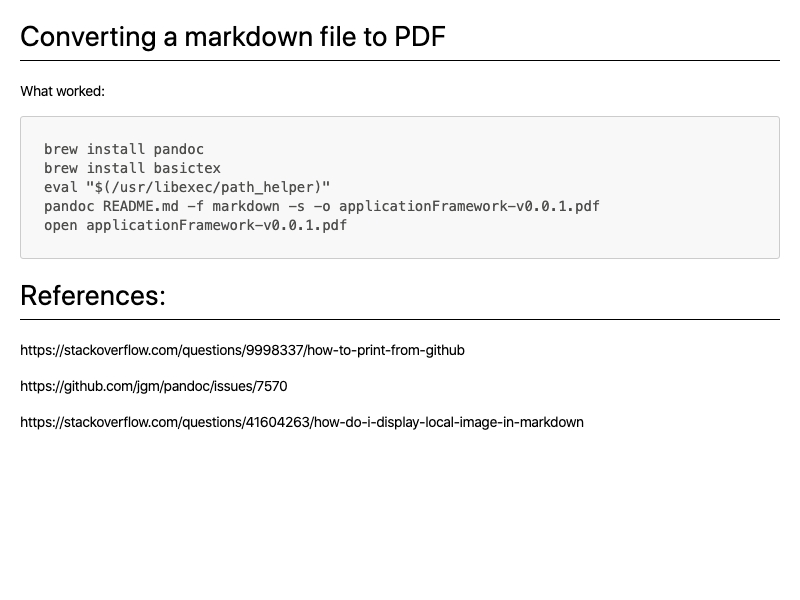 Converting a markdown file to PDF
What worked:
brew install pandoc
brew install basictex
eval "$(/usr/libexec/path_helper)"
pandoc README.md -f markdown -s -o applicationFramework-v0.0.1.pdf
open applicationFramework-v0.0.1.pdf
References:
https://stackoverflow.com/questions/9998337/how-to-print-from-github
https://github.com/jgm/pandoc/issues/7570
https://stackoverflow.com/questions/41604263/how-do-i-display-local-image-in-markdown